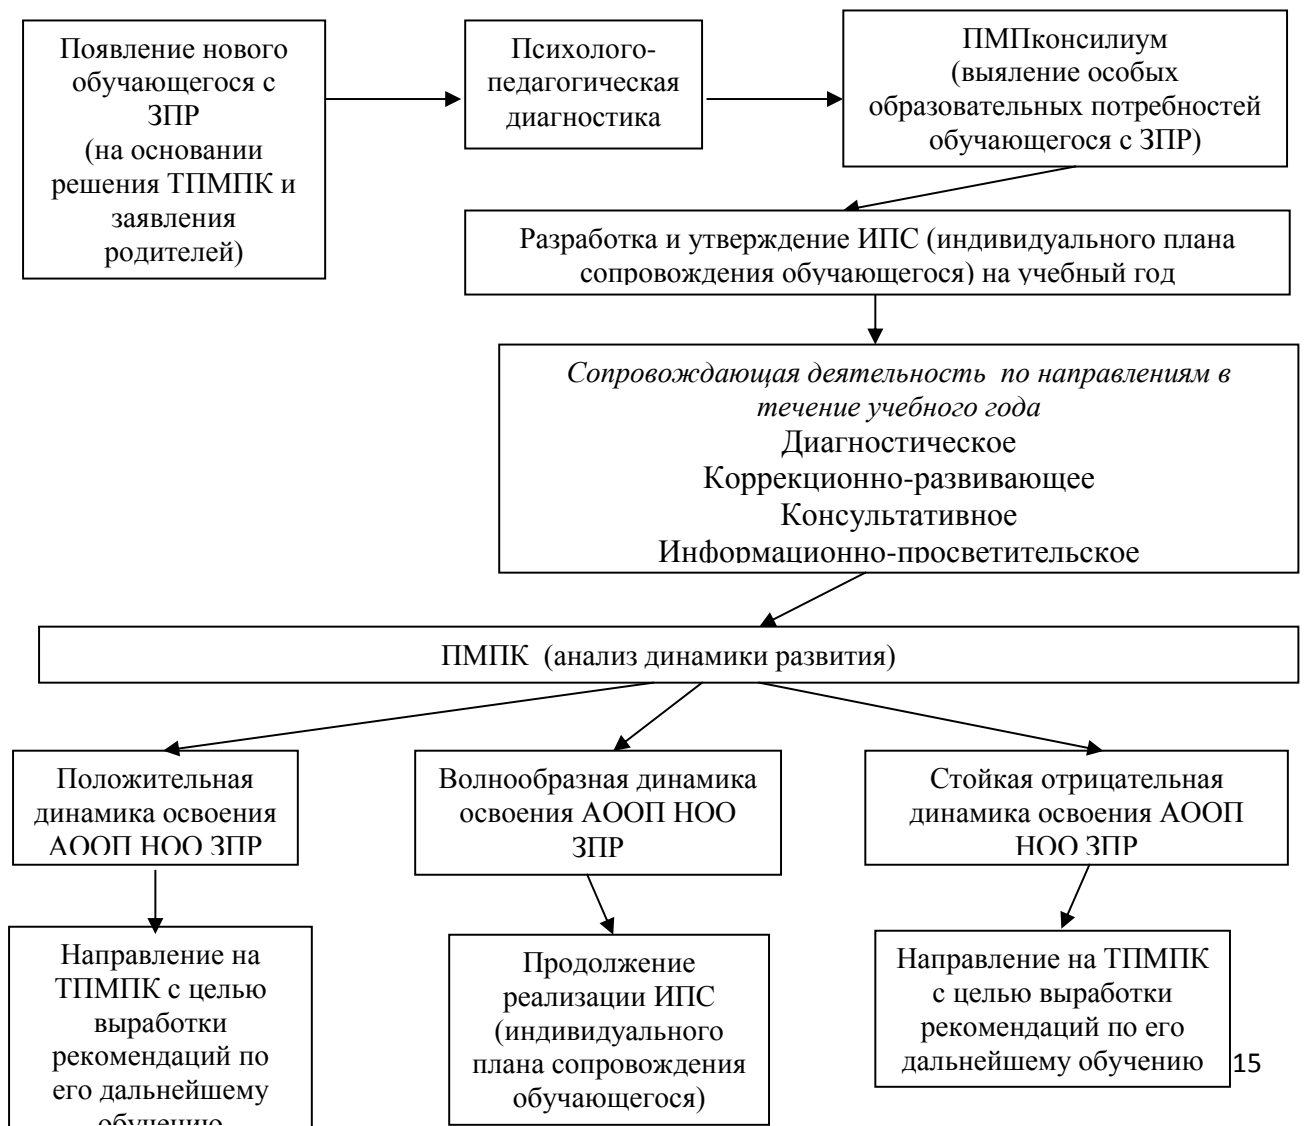 Появление нового
обучающегося с
ЗПР
(на основании
решения ТПМПК и
заявления
родителей)
Психолого-
педагогическая
диагностика
ПМПконсилиум
(выяление особых
образовательных потребностей
обучающегося с ЗПР)
Разработка и утверждение ИПС (индивидуального плана
сопровождения обучающегося) на учебный год
Сопровождающая деятельность по направлениям в
течение учебного года
Диагностическое
Коррекционно-развивающее
Консультативное
Информационно-просветительское
ПМПК (анализ динамики развития)
Положительная
динамика освоения
АООП НОО ЗПР
Волнообразная динамика
освоения АООП НОО
ЗПР
Стойкая отрицательная
динамика освоения АООП
НОО ЗПР
Направление на
ТПМПК с целью
выработки
рекомендаций по
его дальнейшему
обучению
Продолжение
реализации ИПС
(индивидуального
плана сопровождения
обучающегося)
Направление на ТПМПК
с целью выработки
рекомендаций по его
дальнейшему обучению
15